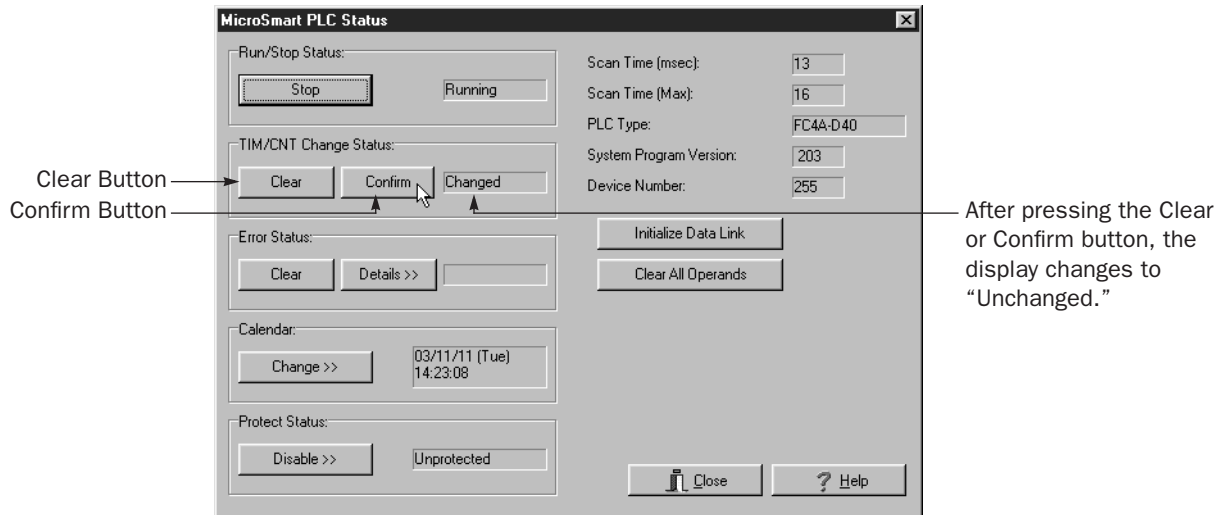 MicroSmart PLC Status
Run/Stop Status:
Stop
Running
TIM/CNT Change Status:
Clear
Confirm
Changed
Clear Button
Confirm Button
Error Status:
Clear
Details >>
Calendar:
Change >>
03/11/11 (Tue)
14:23:08
Protect Status:
Disable >>
Unprotected
Scan Time (msec):
13
Scan Time (Max):
16
PLC Type:
FC4A-D40
System Program Version:
203
Device Number:
255
Initialize Data Link
Clear All Operands
Close
? Help
After pressing the Clear
or Confirm button, the
display changes to
“Unchanged.”